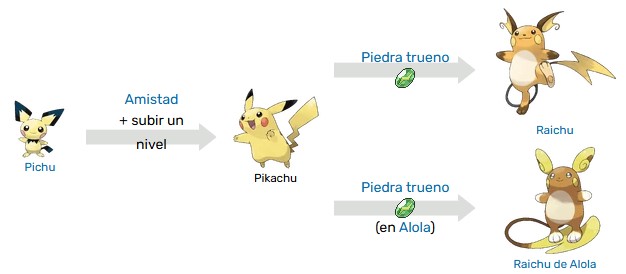 Pichu
Amistad
+ subir un
nivel
Pikachu
Piedra trueno
Raichu
Piedra trueno
(en Alola)
Raichu de Alola